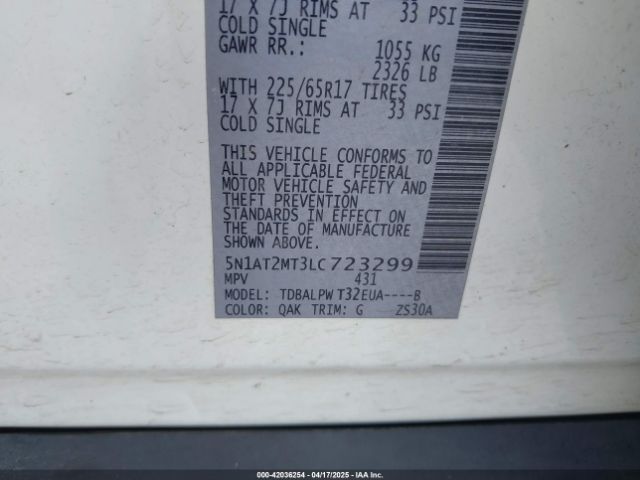 17 X 7J RIMS AT 33 PSI
COLD SINGLE
GAWR RR.: 1055 KG
2326 LB
WITH 225/65R17 TIRES
17 X 7J RIMS AT 33 PSI
COLD SINGLE
THIS VEHICLE CONFORMS TO
ALL APPLICABLE FEDERAL
MOTOR VEHICLE SAFETY AND
THEFT PREVENTION
STANDARDS IN EFFECT ON
THE DATE OF MANUFACTURE
SHOWN ABOVE.
5N1AT2MT3LC723299
MPV 431
MODEL: TDBALPW T32EUA----B
COLOR: QAK TRIM: G ZS30A
000-42036254 - 04/17/2025 - IAA Inc.